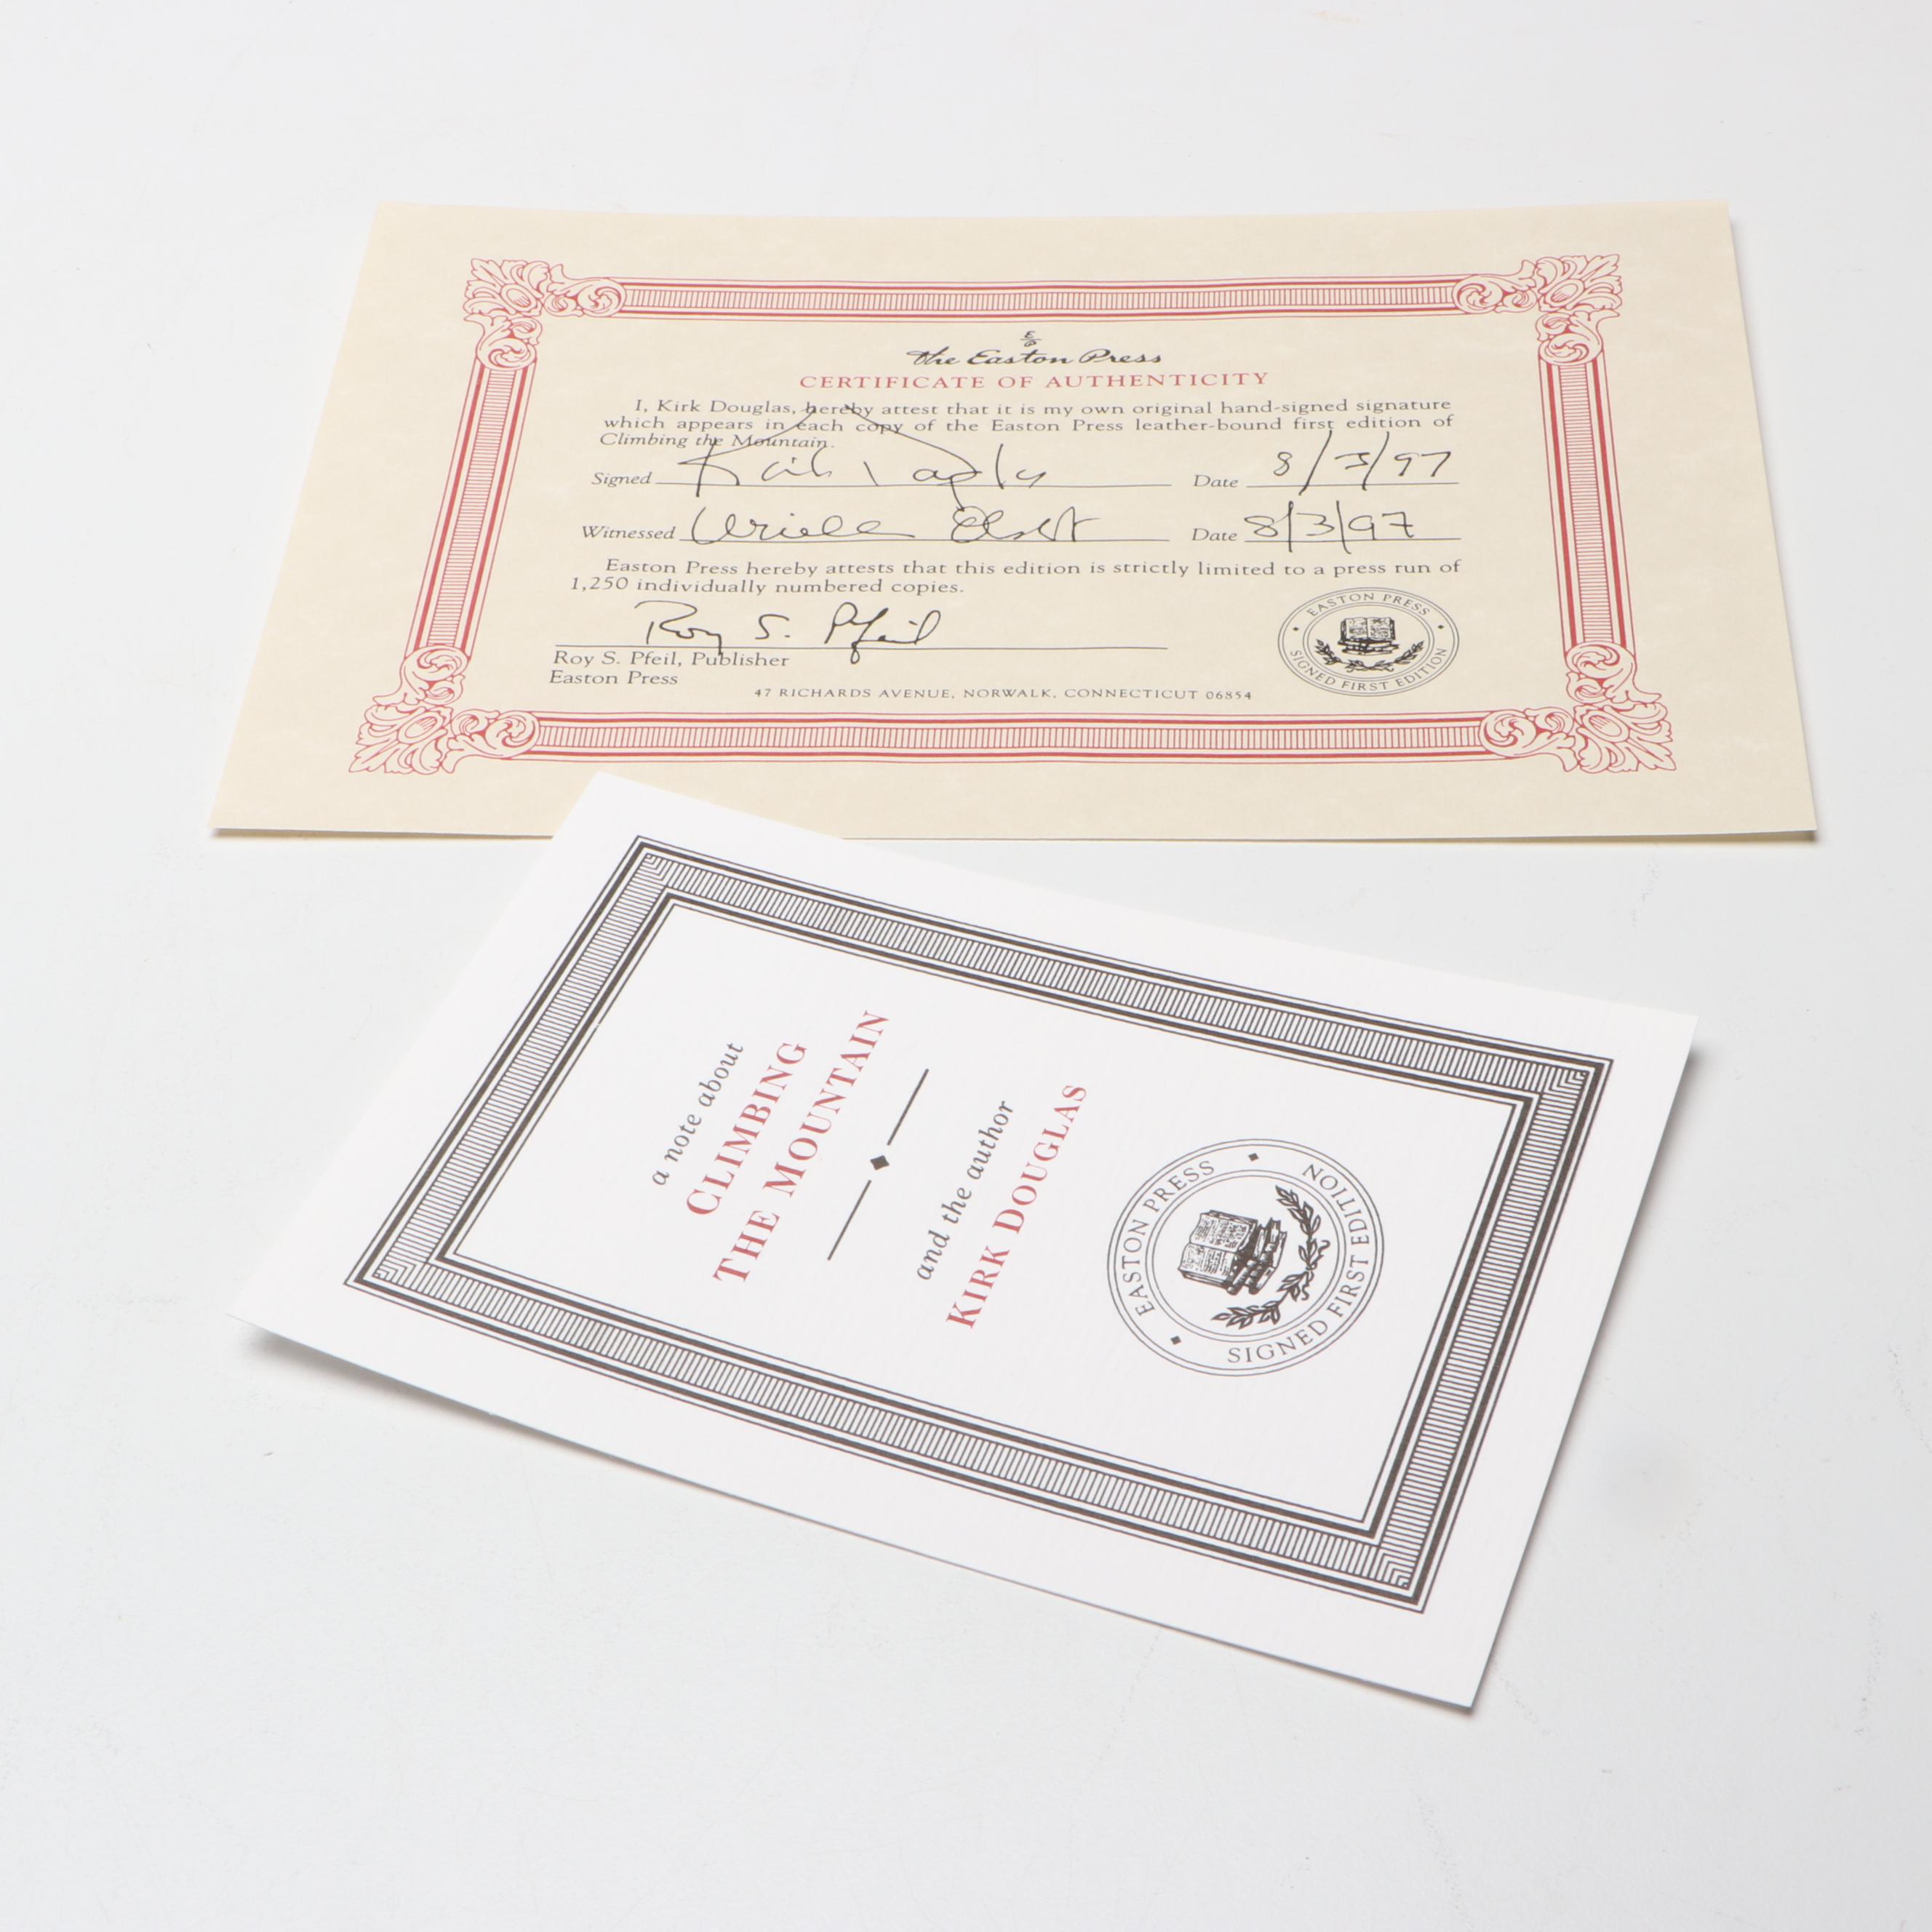 the Easton Press
CERTIFICATE OF AUTHENTICITY
I, Kirk Douglas, hereby attest that it is my own original hand-signed signature
which appears in each copy of the Easton Press leather-bound first edition of
Climbing the Mountain.
Signed Date 8/3/97
Witnessed Date 8/3/97
Easton Press hereby attests that this edition is strictly limited to a press run of
1,250 individually numbered copies.
Roy S. Pfeil
Roy S. Pfeil, Publisher
Easton Press
47 RICHARDS AVENUE, NORWALK, CONNECTICUT 06854
EASTON PRESS
SIGNED FIRST EDITION
a note about
CLIMBING
THE MOUNTAIN
and the author
KIRK DOUGLAS
EASTON PRESS
SIGNED FIRST EDITION